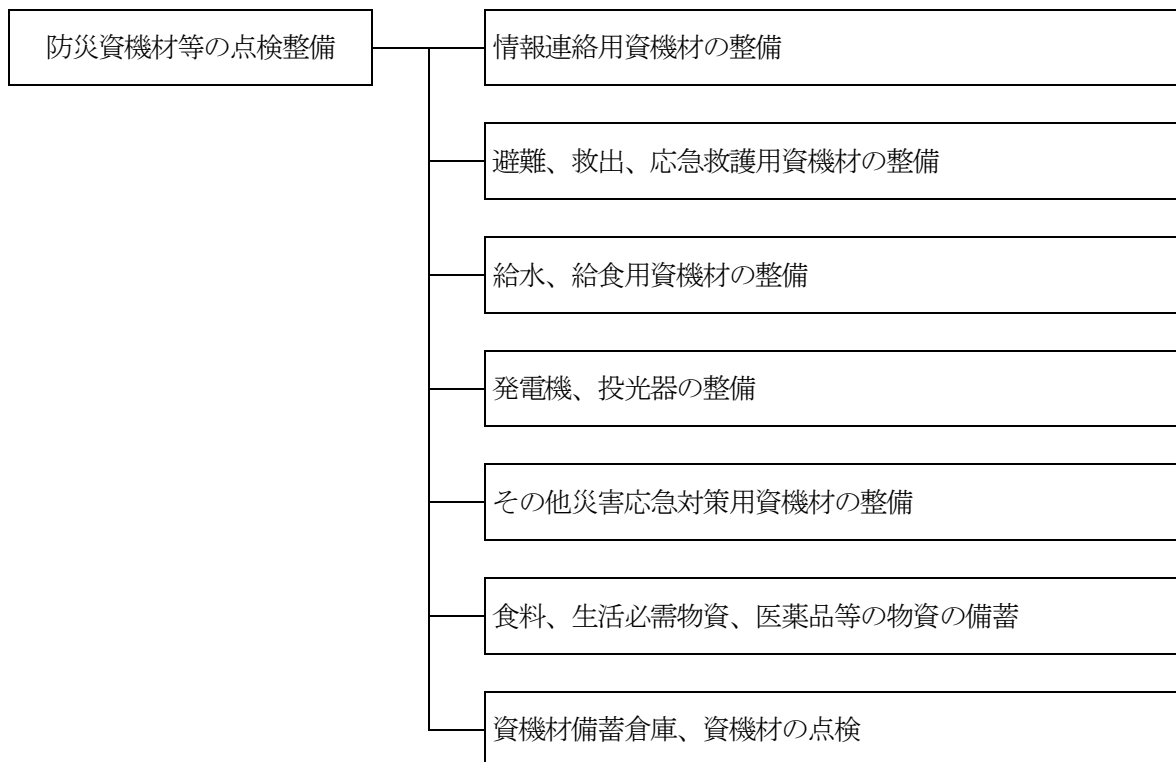 防災資機材等の点検整備
情報連絡用資機材の整備
避難、救出、応急救護用資機材の整備
給水、給食用資機材の整備
発電機、投光器の整備
その他災害応急対策用資機材の整備
食料、生活必需物資、医薬品等の物資の備蓄
資機材備蓄倉庫、資機材の点検